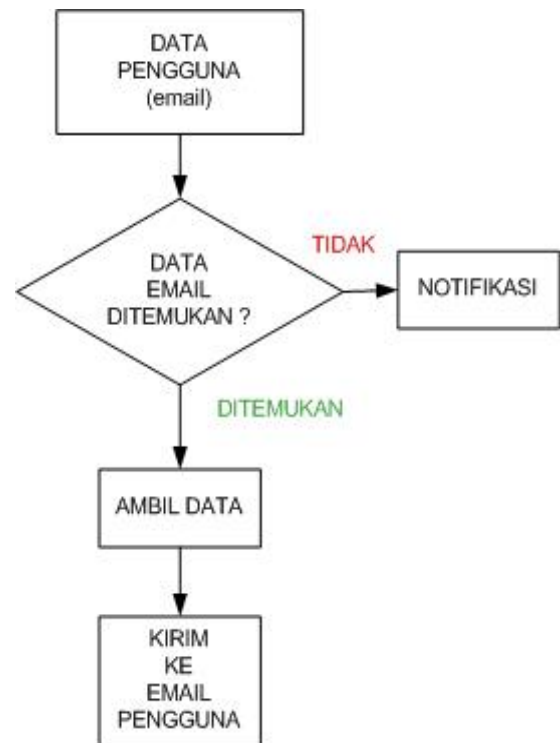 DATA
PENGGUNA
(email)
DATA
EMAIL
DITEMUKAN ?
TIDAK
NOTIFIKASI
DITEMUKAN
AMBIL DATA
KIRIM
KE
EMAIL
PENGGUNA